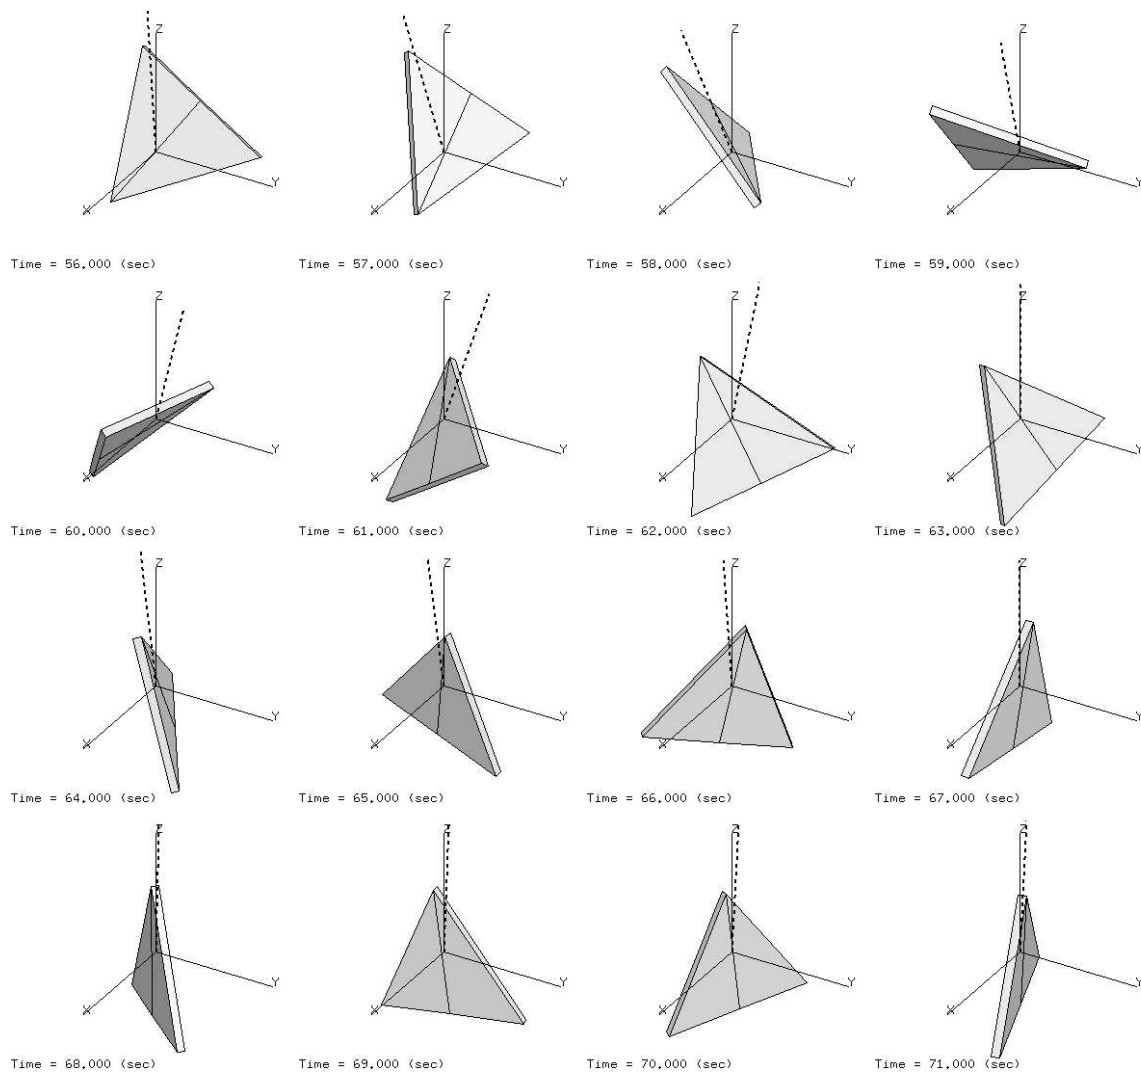 Z Z Z Z
Y Y Y Y
X X X X
Time = 56.000 (sec) Time = 57.000 (sec) Time = 58.000 (sec) Time = 59.000 (sec)
Z Z Z Z
Y Y Y Y
X X X X
Time = 60.000 (sec) Time = 61.000 (sec) Time = 62.000 (sec) Time = 63.000 (sec)
Z Z Z Z
Y Y Y Y
X X X X
Time = 64.000 (sec) Time = 65.000 (sec) Time = 66.000 (sec) Time = 67.000 (sec)
Z Z Z Z
Y Y Y Y
X X X X
Time = 68.000 (sec) Time = 69.000 (sec) Time = 70.000 (sec) Time = 71.000 (sec)